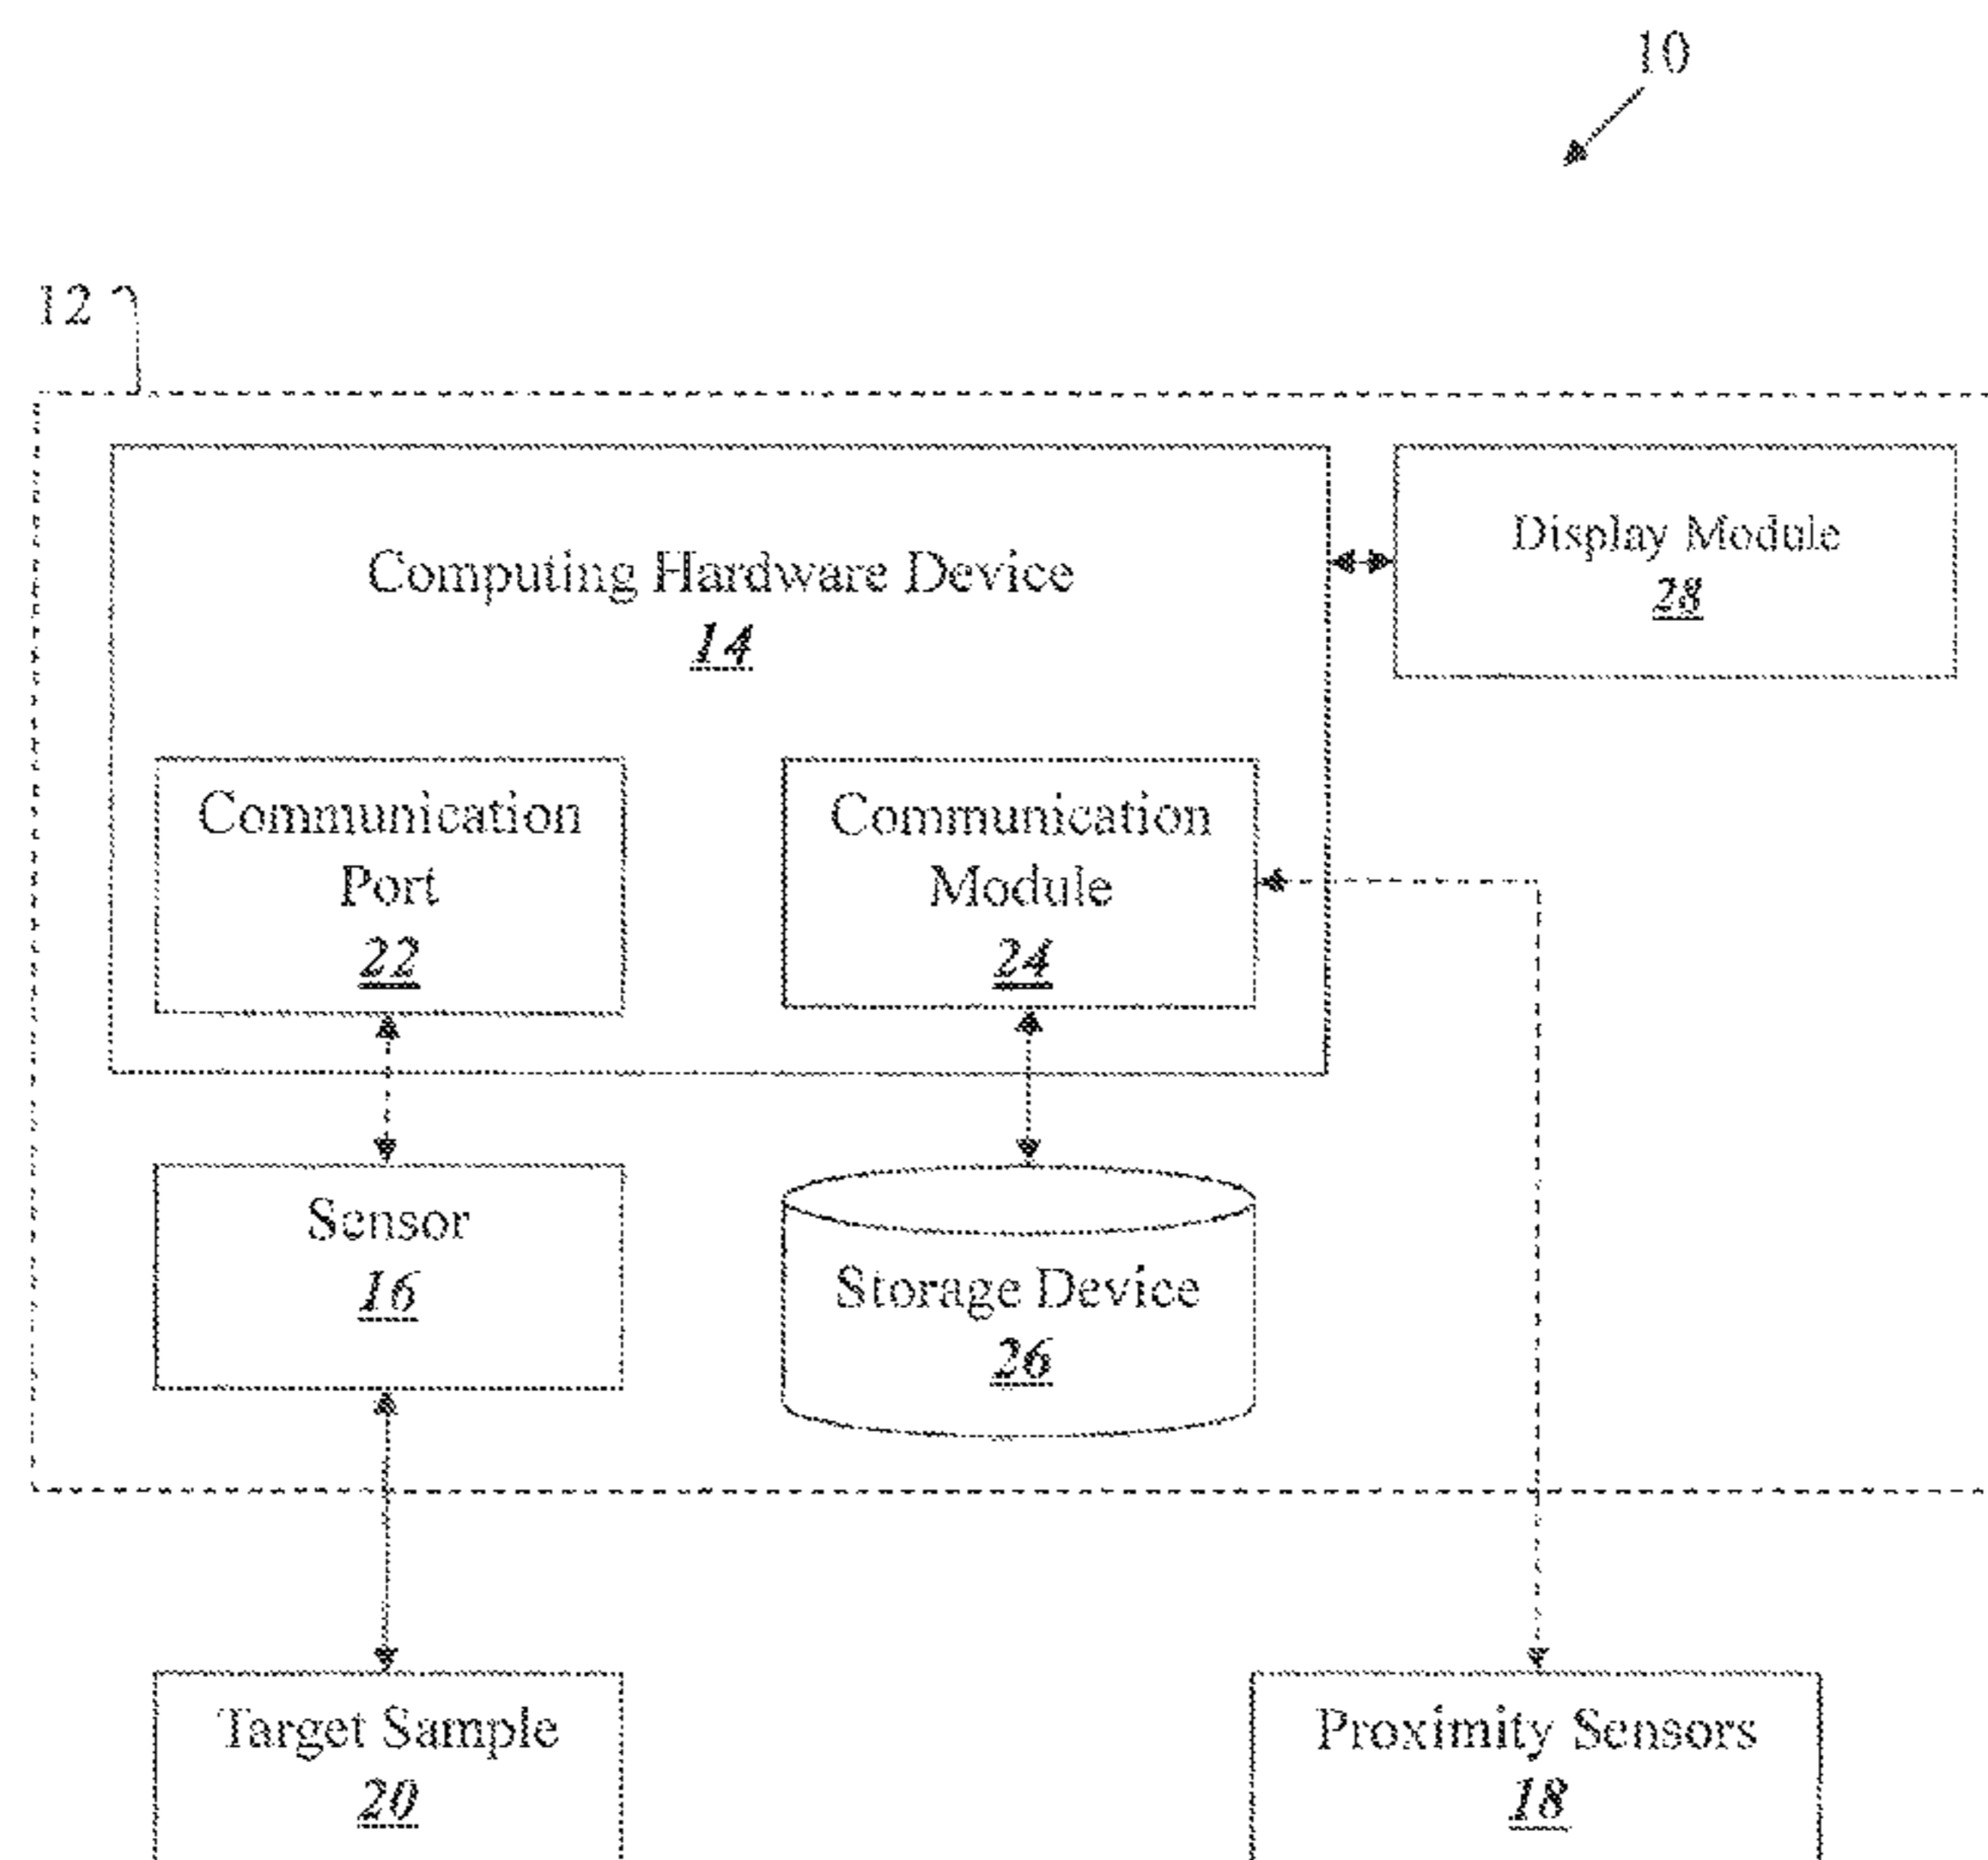 10
12
Computing Hardware Device
14
Display Module
28
Communication
Port
22
Communication
Module
24
Sensor
16
Storage Device
26
Target Sample
20
Proximity Sensors
18